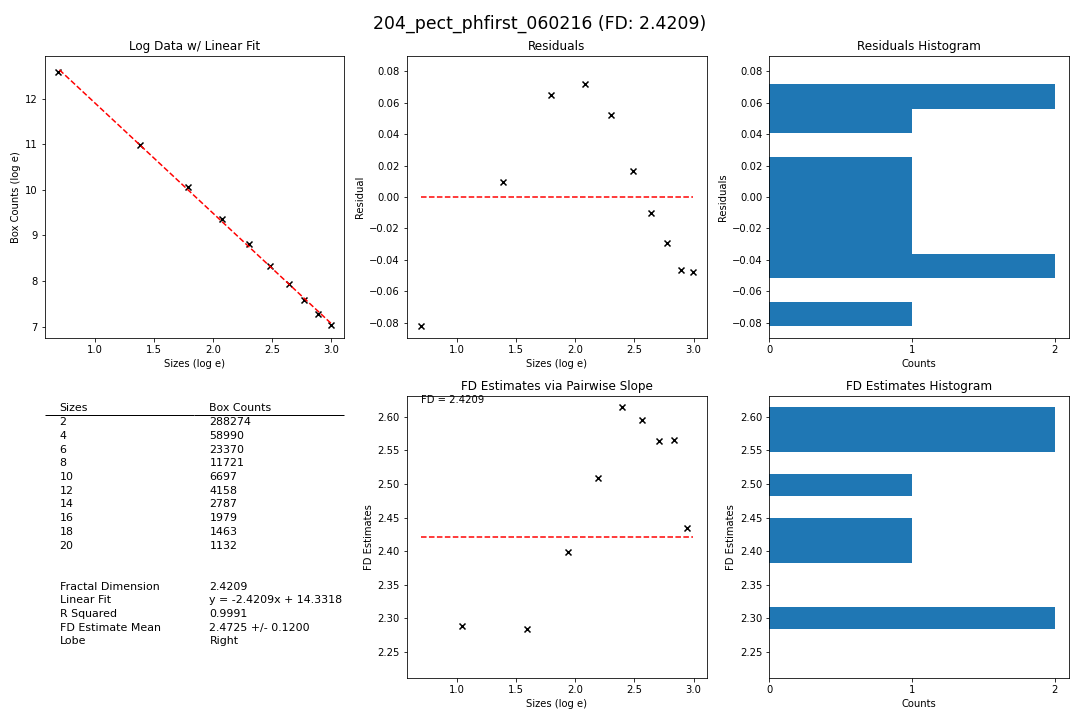 204_pect_phfirst_060216 (FD: 2.4209)
Log Data w/ Linear Fit
Box Counts (log e)
12
11
10
9
8
7
1.0 1.5 2.0 2.5 3.0
Sizes (log e)
Residuals
Residual
0.08
0.06
0.04
0.02
0.00
−0.02
−0.04
−0.06
−0.08
1.0 1.5 2.0 2.5 3.0
Sizes (log e)
Residuals Histogram
Residuals
0.08
0.06
0.04
0.02
0.00
−0.02
−0.04
−0.06
−0.08
0 1 2
Counts
Sizes Box Counts
2 288274
4 58990
6 23370
8 11721
10 6697
12 4158
14 2787
16 1979
18 1463
20 1132
Fractal Dimension 2.4209
Linear Fit y = -2.4209x + 14.3318
R Squared 0.9991
FD Estimate Mean 2.4725 +/- 0.1200
Lobe Right
FD Estimates via Pairwise Slope
FD = 2.4209
FD Estimates
2.60
2.55
2.50
2.45
2.40
2.35
2.30
2.25
1.0 1.5 2.0 2.5 3.0
Sizes (log e)
FD Estimates Histogram
FD Estimates
2.60
2.55
2.50
2.45
2.40
2.35
2.30
2.25
0 1 2
Counts